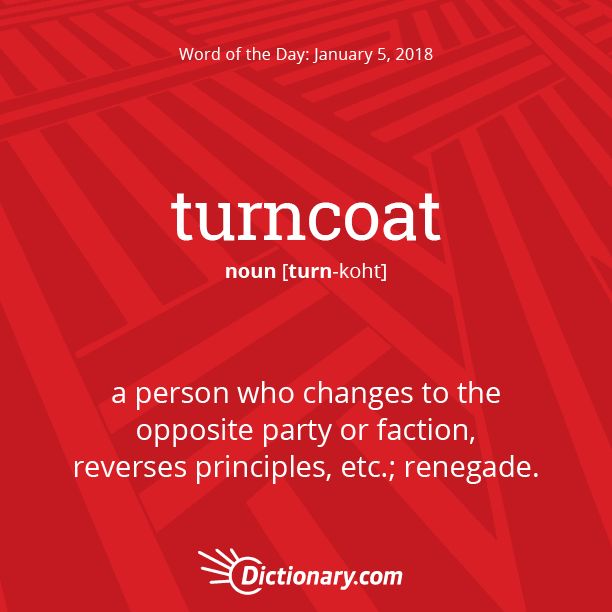 Word of the Day: January 5, 2018
turncoat
noun [turn-koht]
a person who changes to the
opposite party or faction,
reverses principles, etc.; renegade.
Dictionary.com